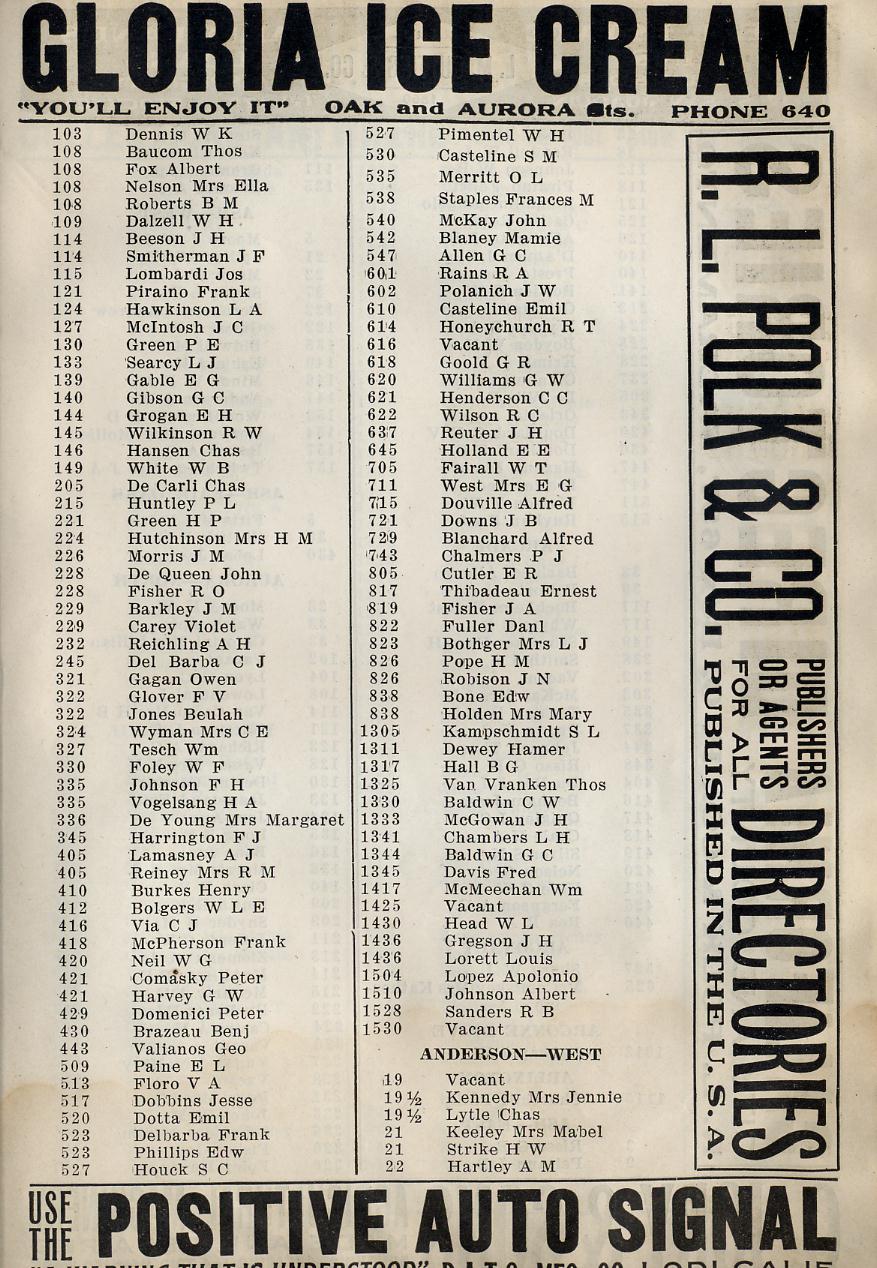 GLORIA ICE CREAM
"YOU'LL ENJOY IT" OAK and AURORA Sts. PHONE 640
103 Dennis W K
108 Baucom Thos
108 Fox Albert
108 Nelson Mrs Ella
108 Roberts B M
109 Dalzell W H
114 Beeson J H
114 Smitherman J F
115 Lombardi Jos
121 Piraino Frank
124 Hawkinson L A
127 McIntosh J C
130 Green P E
133 Searcy L J
139 Gable E G
140 Gibson G C
144 Grogan E H
145 Wilkinson R W
146 Hansen Chas
149 White W B
205 De Carli Chas
215 Huntley P L
221 Green H P
224 Hutchinson Mrs H M
226 Morris J M
228 De Queen John
228 Fisher R O
229 Barkley J M
229 Carey Violet
232 Reichling A H
245 Del Barba C J
321 Gagan Owen
322 Glover F V
322 Jones Beulah
324 Wyman Mrs C E
327 Tesch Wm
330 Foley W F
335 Johnson F H
335 Vogelsang H A
336 De Young Mrs Margaret
345 Harrington F J
405 Lamasney A J
405 Reiney Mrs R M
410 Burkes Henry
412 Bolgers W L E
416 Via C J
418 McPherson Frank
420 Neil W G
421 Comasky Peter
421 Harvey G W
429 Domenici Peter
430 Brazeau Benj
443 Valianos Geo
509 Paine E L
513 Floro V A
517 Dobbins Jesse
520 Dotta Emil
523 Delbarba Frank
523 Phillips Edw
527 Houck S C
527 Pimentel W H
530 Casteline S M
535 Merritt O L
538 Staples Frances M
540 McKay John
542 Blaney Mamie
547 Allen G C
601 Rains R A
602 Polanich J W
610 Casteline Emil
614 Honeychurch R T
616 Vacant
618 Goold G R
620 Williams G W
621 Henderson C C
622 Wilson R C
637 Reuter J H
645 Holland E E
705 Fairall W T
711 West Mrs E G
715 Douville Alfred
721 Downs J B
729 Blanchard Alfred
743 Chalmers P J
805 Cutler E R
817 Thibadeau Ernest
819 Fisher J A
822 Fuller Danl
823 Bothger Mrs L J
826 Pope H M
826 Robison J N
838 Bone Edw
838 Holden Mrs Mary
1305 Kampschmidt S L
1311 Dewey Hamer
1317 Hall B G
1325 Van Vranken Thos
1330 Baldwin C W
1333 McGowan J H
1341 Chambers L H
1344 Baldwin G C
1345 Davis Fred
1417 McMeechan Wm
1425 Vacant
1430 Head W L
1436 Gregson J H
1436 Lorett Louis
1504 Lopez Apolonio
1510 Johnson Albert
1528 Sanders R B
1530 Vacant
ANDERSON—WEST
19 Vacant
19½ Kennedy Mrs Jennie
19½ Lytle Chas
21 Keeley Mrs Mabel
21 Strike H W
22 Hartley A M
R. L. POLK & CO.
PUBLISHERS
OR AGENTS
FOR ALL
DIRECTORIES
PUBLISHED IN THE U. S. A.
USE
THE
POSITIVE AUTO SIGNAL
"A WARNING THAT IS UNDERSTOOD" MFG. CO. LODI CALIF